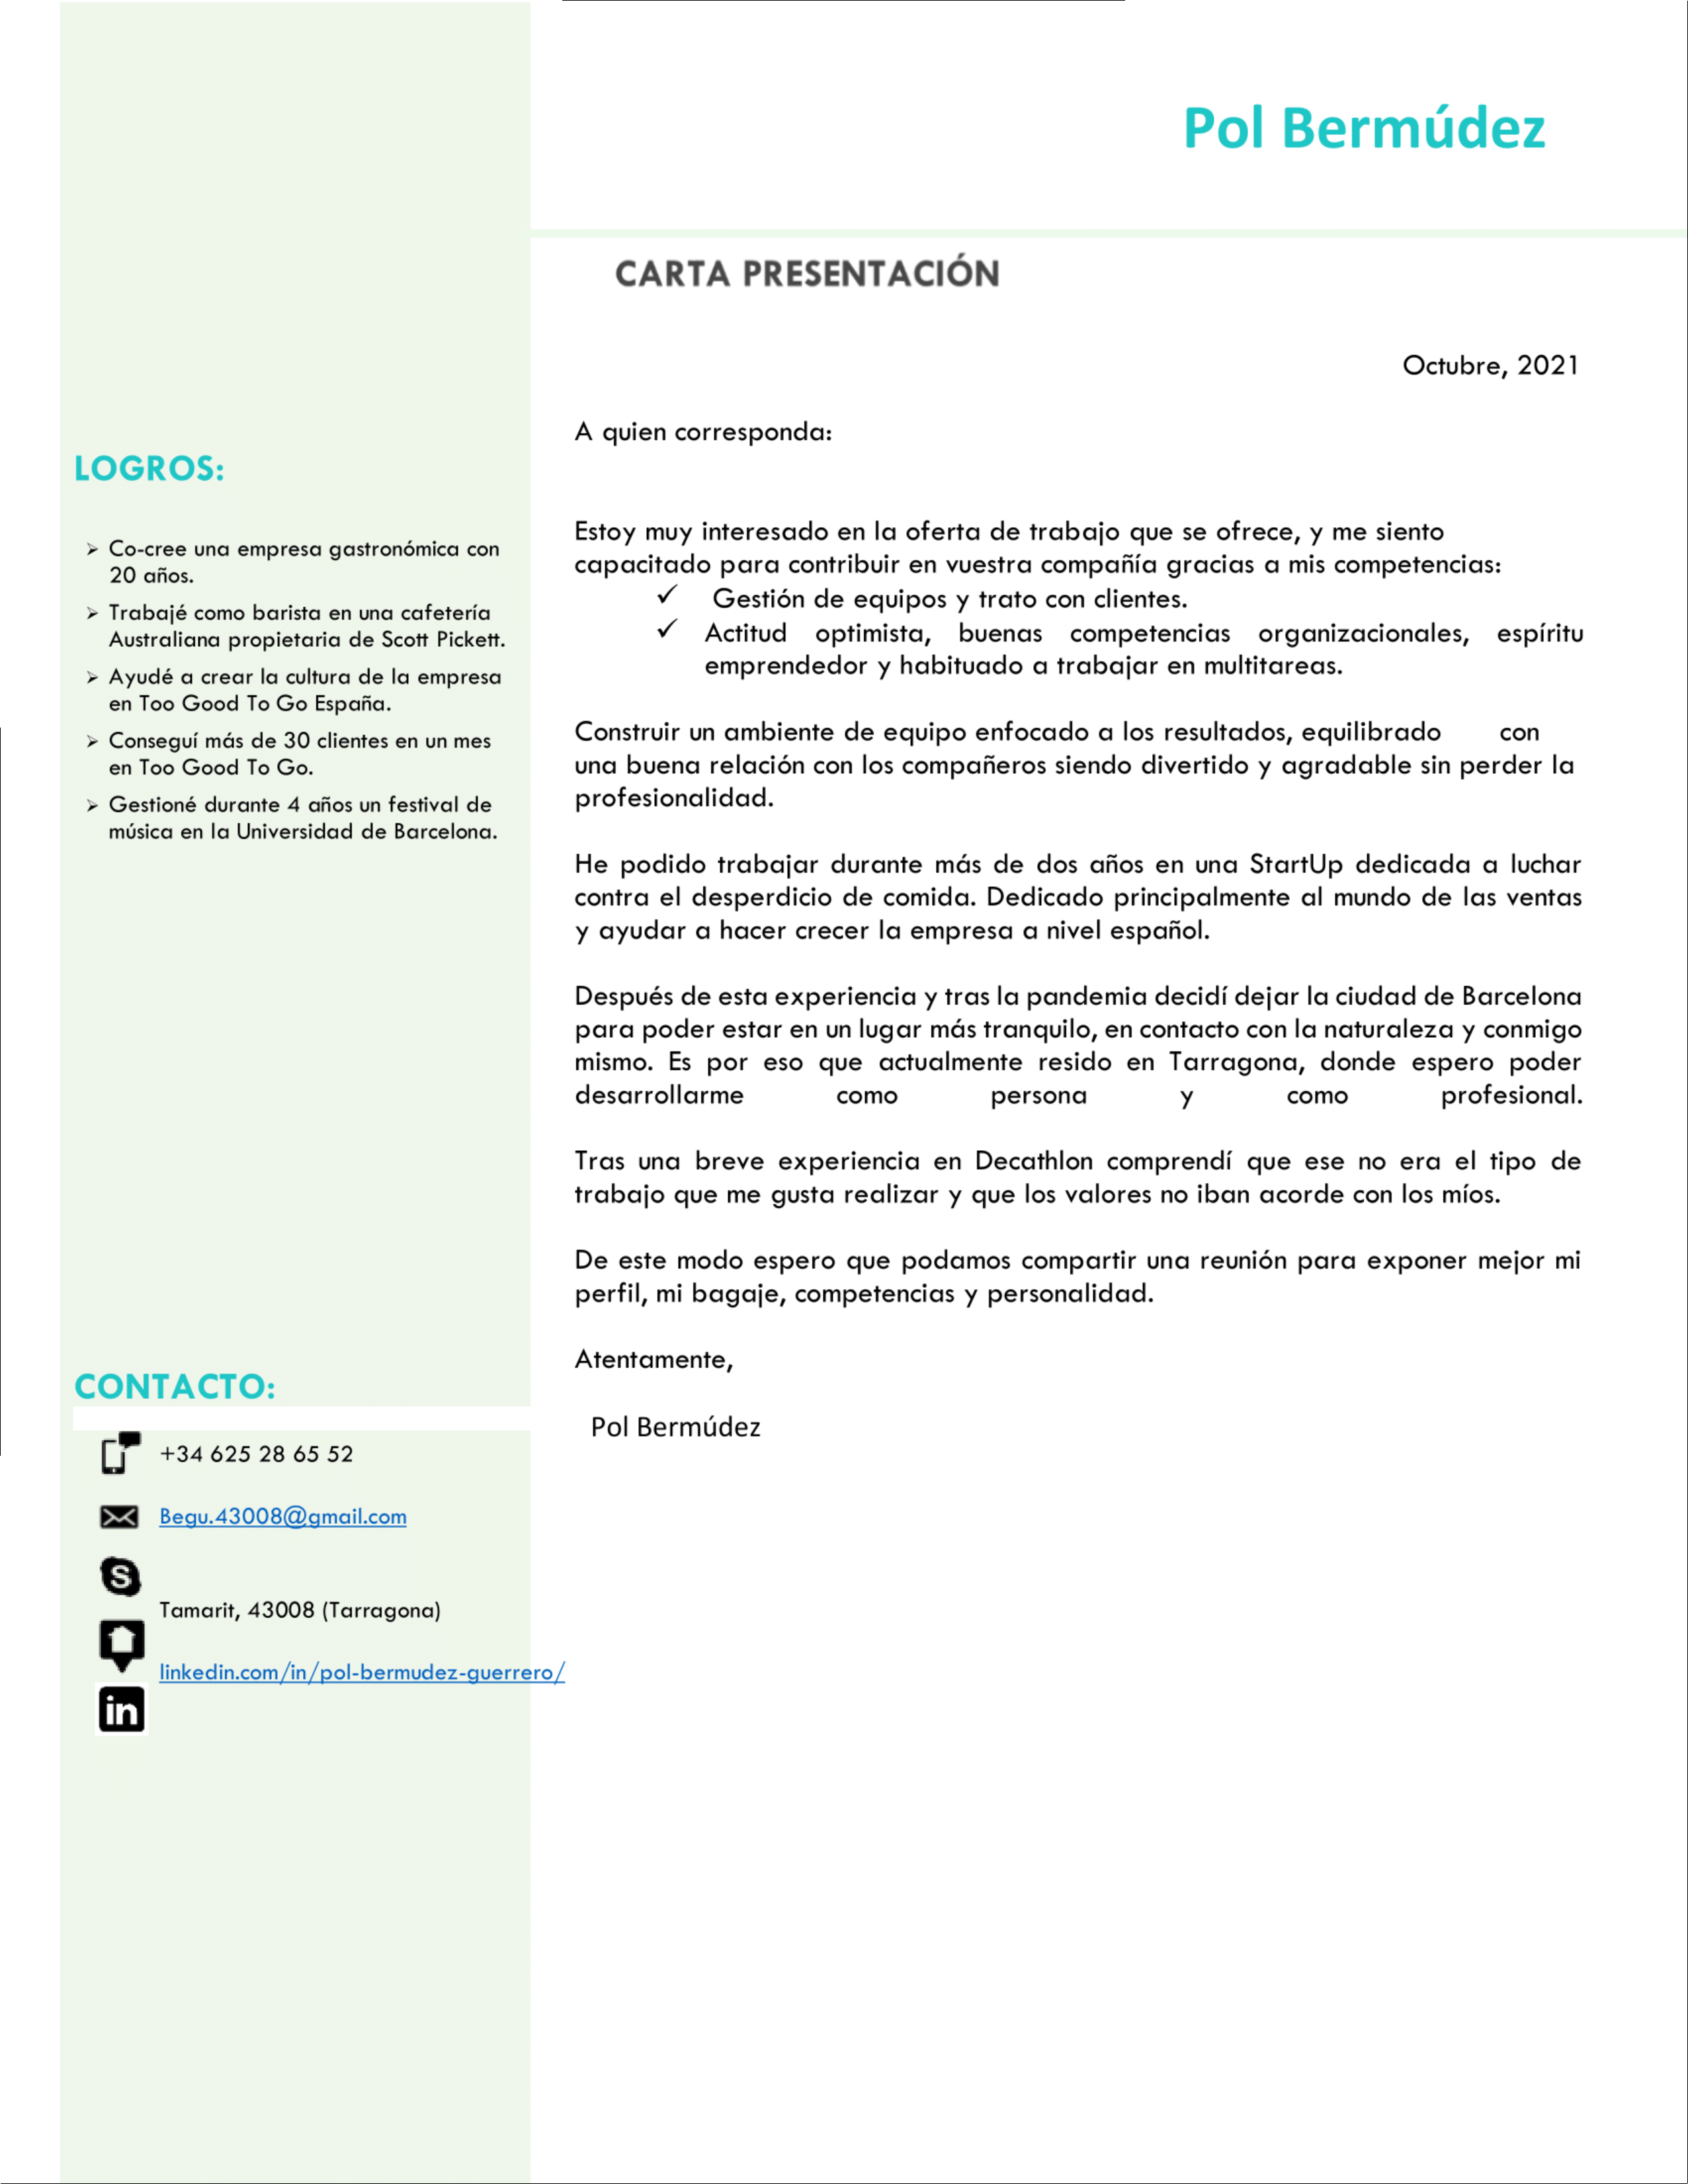 Pol Bermúdez
CARTA PRESENTACIÓN
Octubre, 2021
A quien corresponda:
Estoy muy interesado en la oferta de trabajo que se ofrece, y me siento
capacitado para contribuir en vuestra compañía gracias a mis competencias:
✓ Gestión de equipos y trato con clientes.
✓ Actitud optimista, buenas competencias organizacionales, espíritu
emprendedor y habituado a trabajar en multitareas.
Construir un ambiente de equipo enfocado a los resultados, equilibrado con
una buena relación con los compañeros siendo divertido y agradable sin perder la
profesionalidad.
He podido trabajar durante más de dos años en una StartUp dedicada a luchar
contra el desperdicio de comida. Dedicado principalmente al mundo de las ventas
y ayudar a hacer crecer la empresa a nivel español.
Después de esta experiencia y tras la pandemia decidí dejar la ciudad de Barcelona
para poder estar en un lugar más tranquilo, en contacto con la naturaleza y conmigo
mismo. Es por eso que actualmente resido en Tarragona, donde espero poder
desarrollarme como persona y como profesional.
Tras una breve experiencia en Decathlon comprendí que ese no era el tipo de
trabajo que me gusta realizar y que los valores no iban acorde con los míos.
De este modo espero que podamos compartir una reunión para exponer mejor mi
perfil, mi bagaje, competencias y personalidad.
Atentamente,
Pol Bermúdez
LOGROS:
➢ Co-cree una empresa gastronómica con
20 años.
➢ Trabajé como barista en una cafetería
Australiana propietaria de Scott Pickett.
➢ Ayudé a crear la cultura de la empresa
en Too Good To Go España.
➢ Conseguí más de 30 clientes en un mes
en Too Good To Go.
➢ Gestioné durante 4 años un festival de
música en la Universidad de Barcelona.
CONTACTO:
+34 625 28 65 52
Begu.43008@gmail.com
Tamarit, 43008 (Tarragona)
linkedin.com/in/pol-bermudez-guerrero/
in